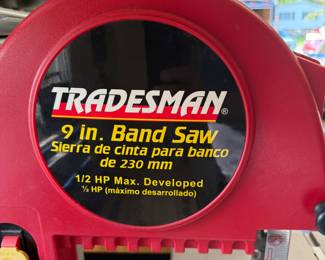 TRADESMAN®
9 in. Band Saw
Sierra de cinta para banco
de 230 mm
1/2 HP Max. Developed
½ HP (máximo desarrollado)